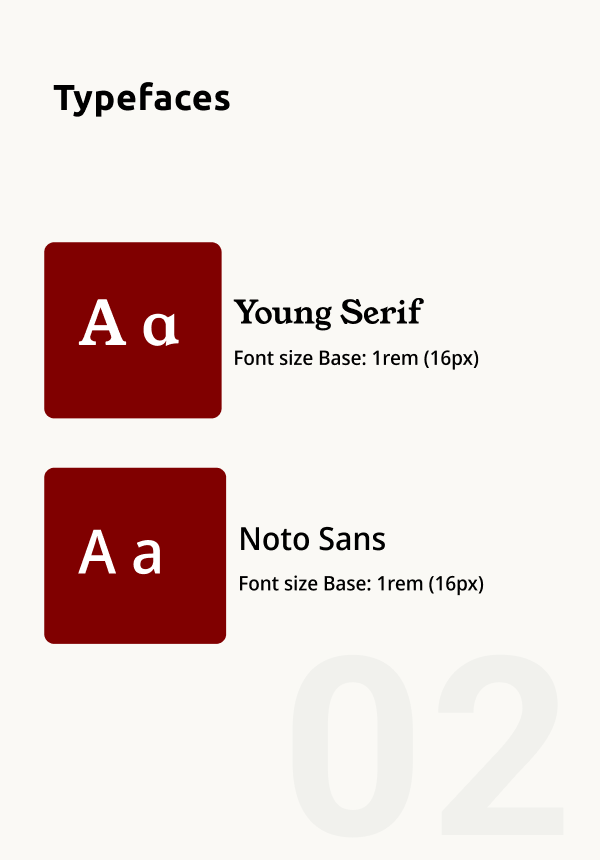 Typefaces
A a
Young Serif
Font size Base: 1rem (16px)
A a
Noto Sans
Font size Base: 1rem (16px)
02